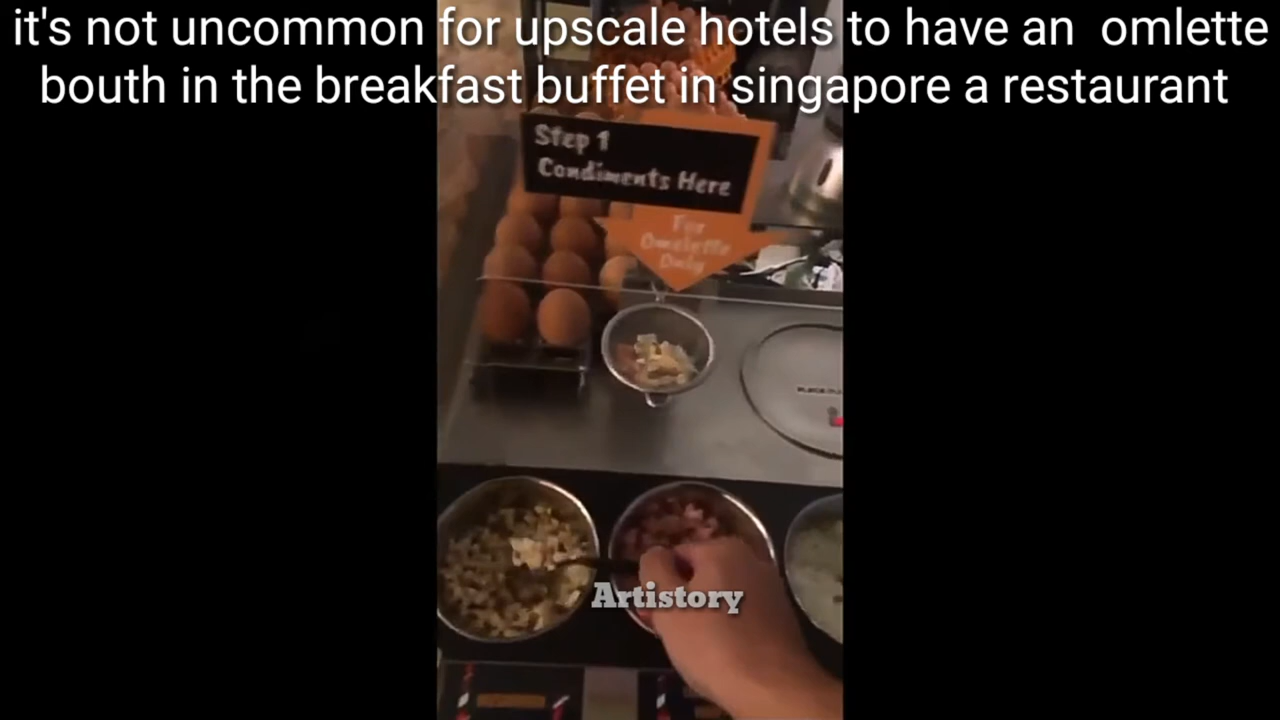 it's not uncommon for upscale hotels to have an omlette
bouth in the breakfast buffet in singapore a restaurant
Step 1
Condiments Here
For
Omelette
Only
Artistory